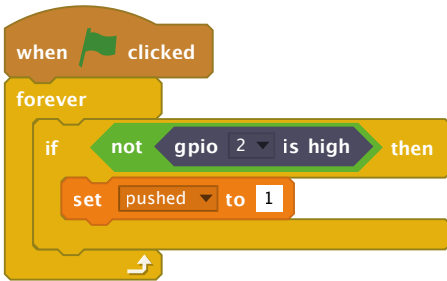 when clicked
forever
if not gpio 2 is high then
set pushed to 1